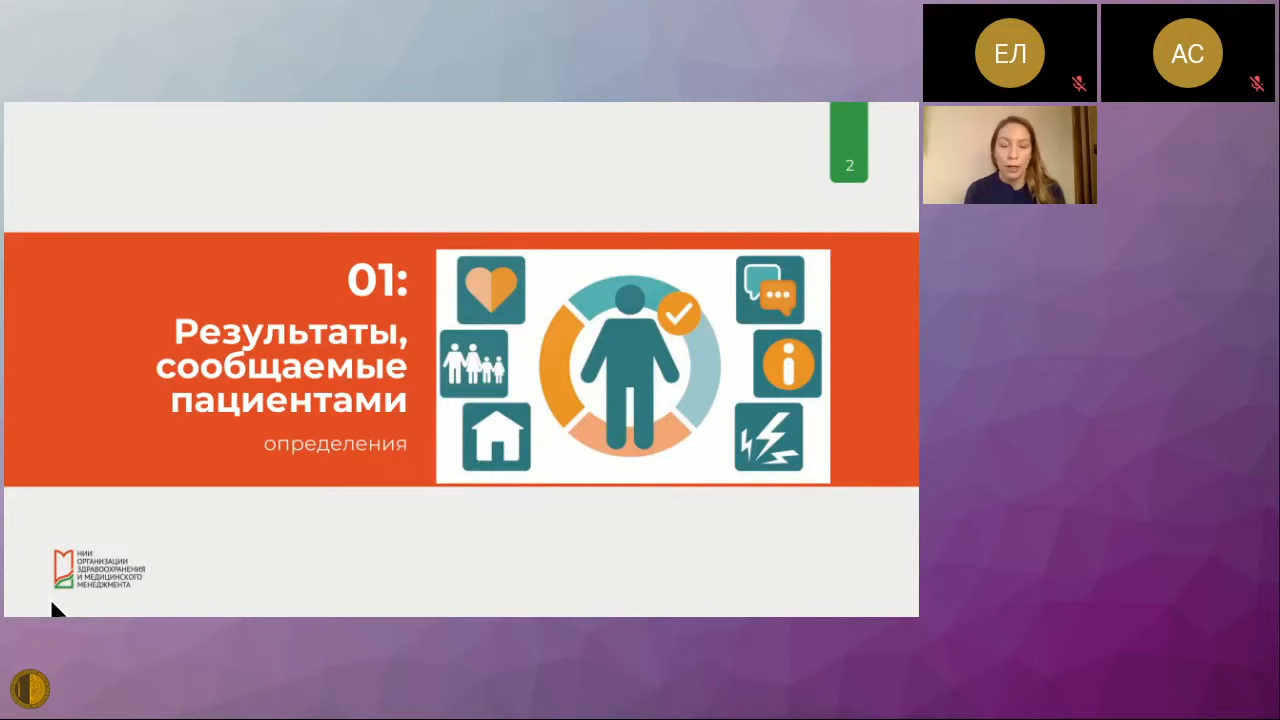 ЕЛ
АС
2
01:
Результаты,
сообщаемые
пациентами
определения
НИИ
ОРГАНИЗАЦИИ
ЗДРАВООХРАНЕНИЯ
И МЕДИЦИНСКОГО
МЕНЕДЖМЕНТА